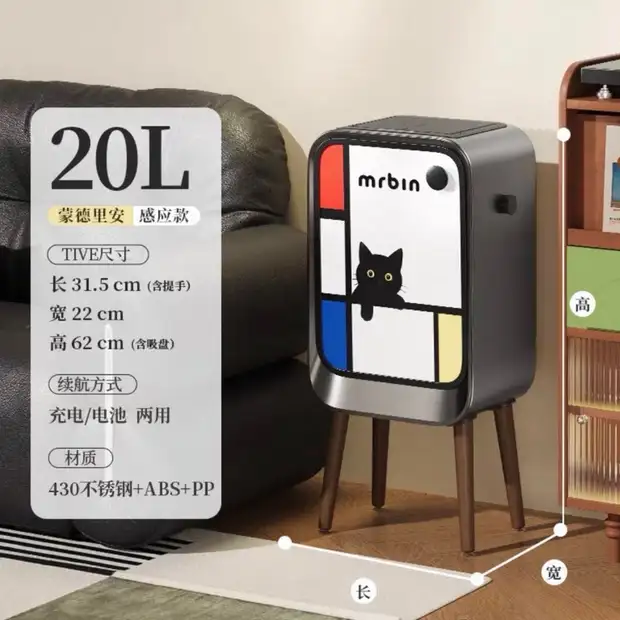 20L
蒙德里安 感应款
TIVE尺寸
长 31.5 cm (含提手)
宽 22 cm
高 62 cm (含吸盘)
续航方式
充电/电池 两用
材质
430不锈钢+ABS+PP
mrbin
高
宽
长